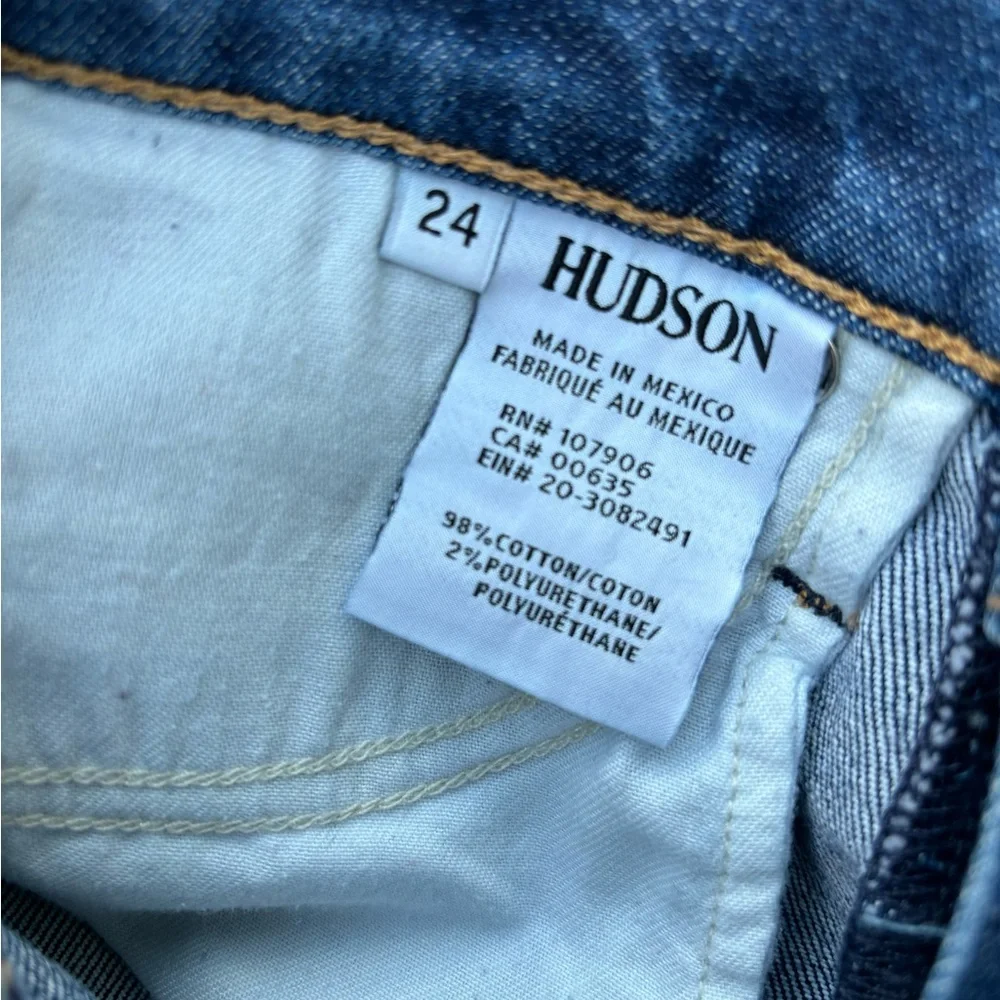 24
HUDSON
MADE IN MEXICO
FABRIQUÉ AU MEXIQUE
RN# 107906
CA# 00635
EIN# 20-3082491
98%COTTON/COTON
2%POLYURETHANE/
POLYURÉTHANE